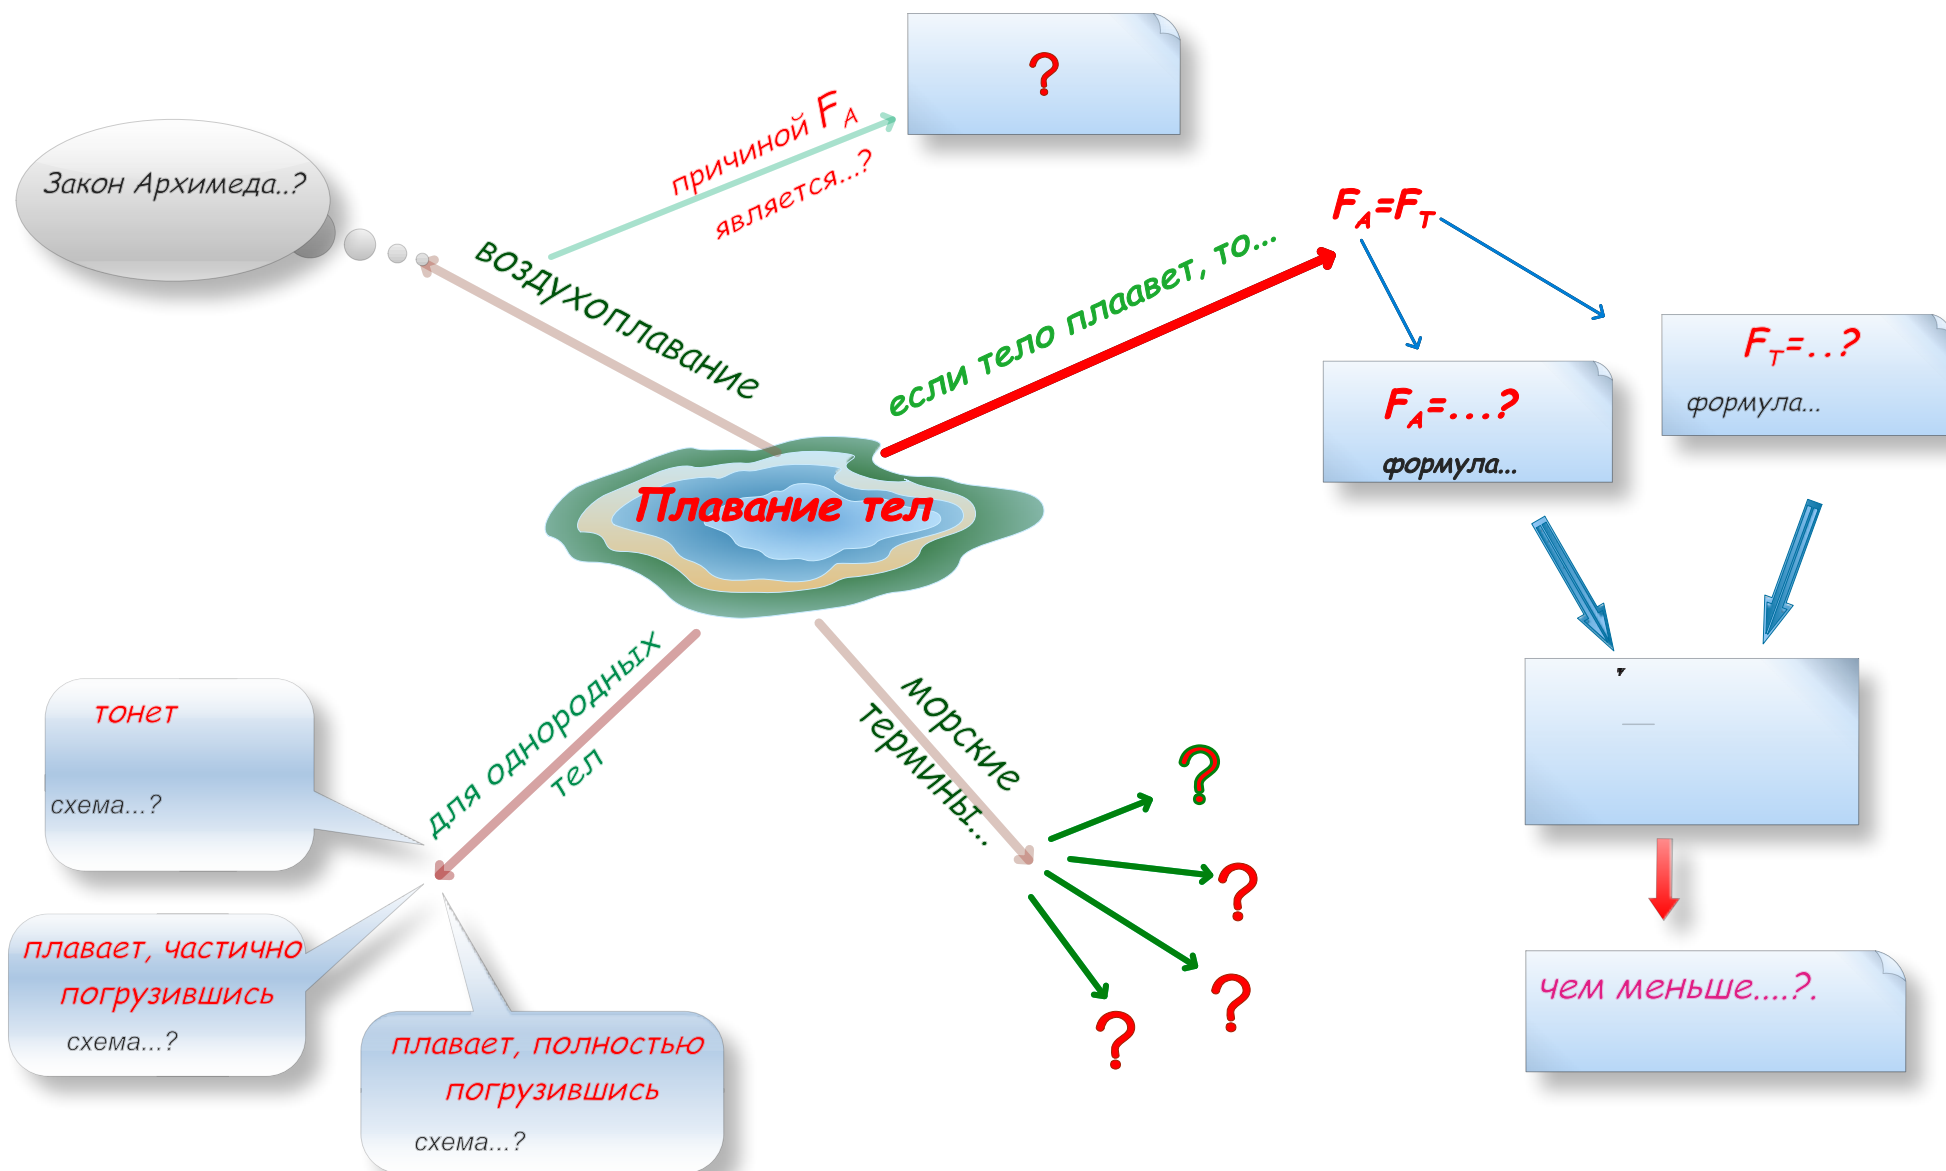 ?
причиной FA
является...?
Закон Архимеда..?
воздухоплавание
если тело плаавет, то...
FA=FT
FT=..?
формула...
FA=...?
формула...
Плавание тел
для однородных
тел
морские
термины...
тонет
схема...?
плавает, частично
погрузившись
схема...?
плавает, полностью
погрузившись
схема...?
?
?
?
?
чем меньше....?.